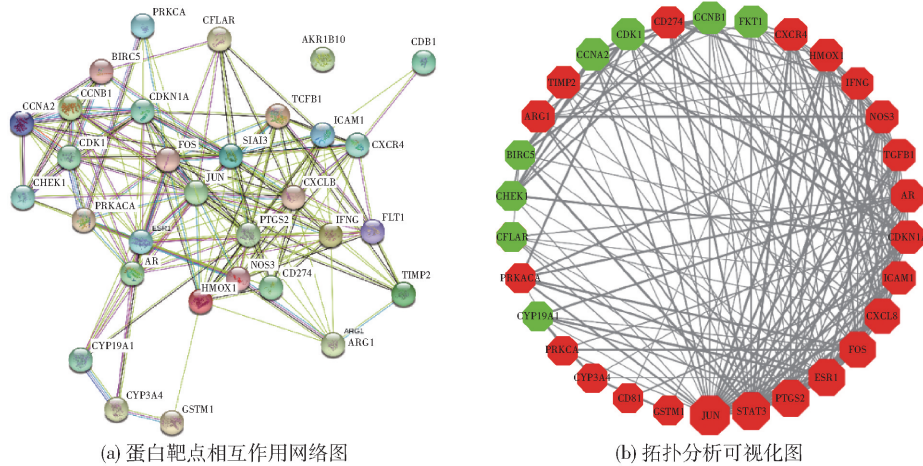 PRKCA
CFLAR
AKR1B10
CDB1
BIRC5
CCNB1
CCNA2
CDKN1A
TCFB1
ICAM1
CDK1
FOS
SIAI3
CXCR4
JUN
CHEK1
CXCLB
PRKACA
PTGS2
IFNG
FLT1
ESR1
AR
NOS3
CD274
TIMP2
HMOX1
ARG1
ARG1
CYP19A1
CYP3A4
GSTM1
(a) 蛋白靶点相互作用网络图
CD274
CCNB1
FKT1
CXCR4
HMOX1
IFNG
NOS3
TGFB1
AR
CDKN1
ICAM1
CXCL8
FOS
ESR1
PTGS2
STAT3
JUN
GSTM1
CD81
CYP3A4
PRKCA
CYP19A1
PRKACA
CFLAR
CHEK1
BIRC5
ARG1
TIMP2
CCNA2
CDK1
(b) 拓扑分析可视化图